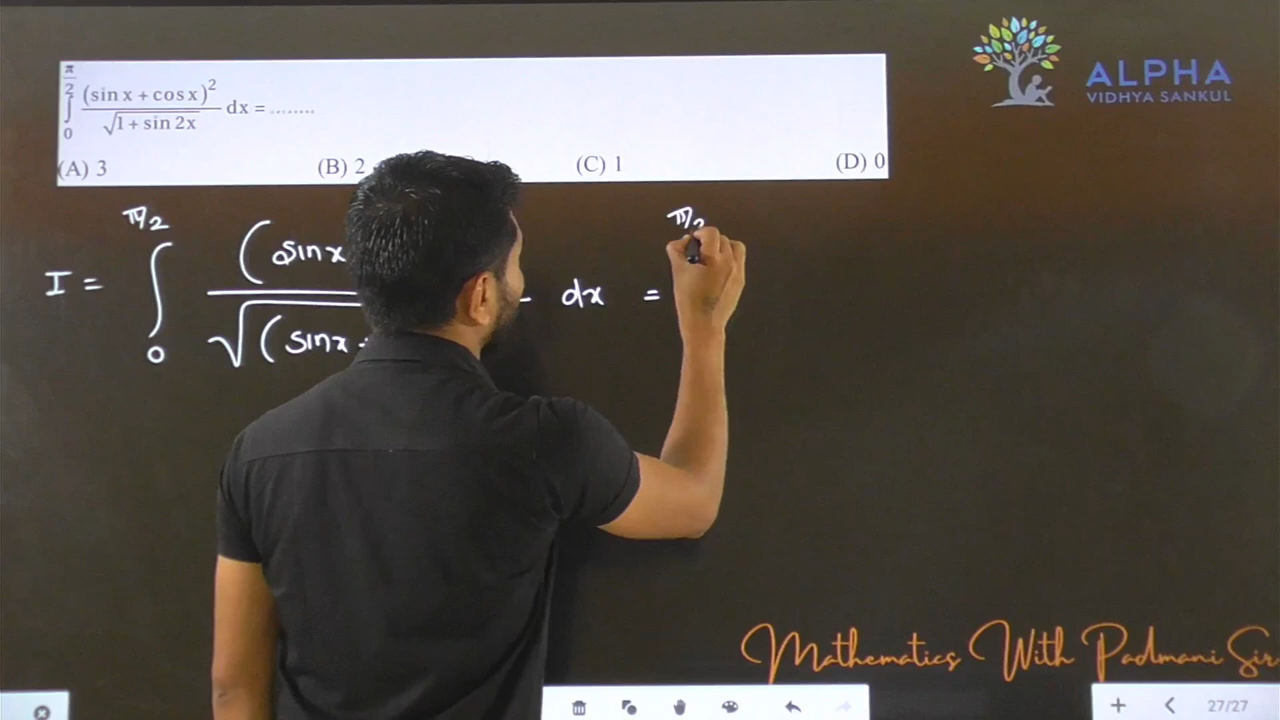 π/2
∫ (sin x + cos x)² / √(1 + sin 2x) dx = ........
0
(A) 3 (B) 2 (C) 1 (D) 0
ALPHA
VIDHYA SANKUL
π/2 π/2
I = ∫ (sinx / √(sinx dx =
0
Mathematics With Padmani Sir
27/27